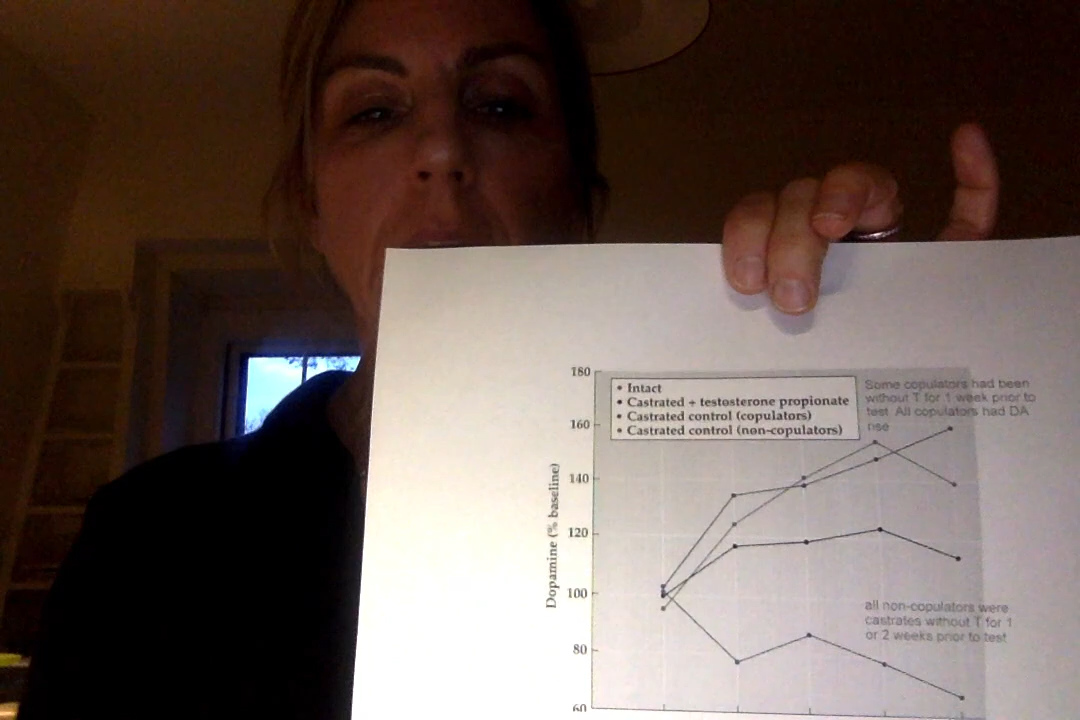 180
• Intact
• Castrated + testosterone propionate
• Castrated control (copulators)
• Castrated control (non-copulators)
Some copulators had been
without T for 1 week prior to
test. All copulators had DA
rise
160
140
120
100
80
60
Dopamine (% baseline)
all non-copulators were
castrates without T for 1
or 2 weeks prior to test